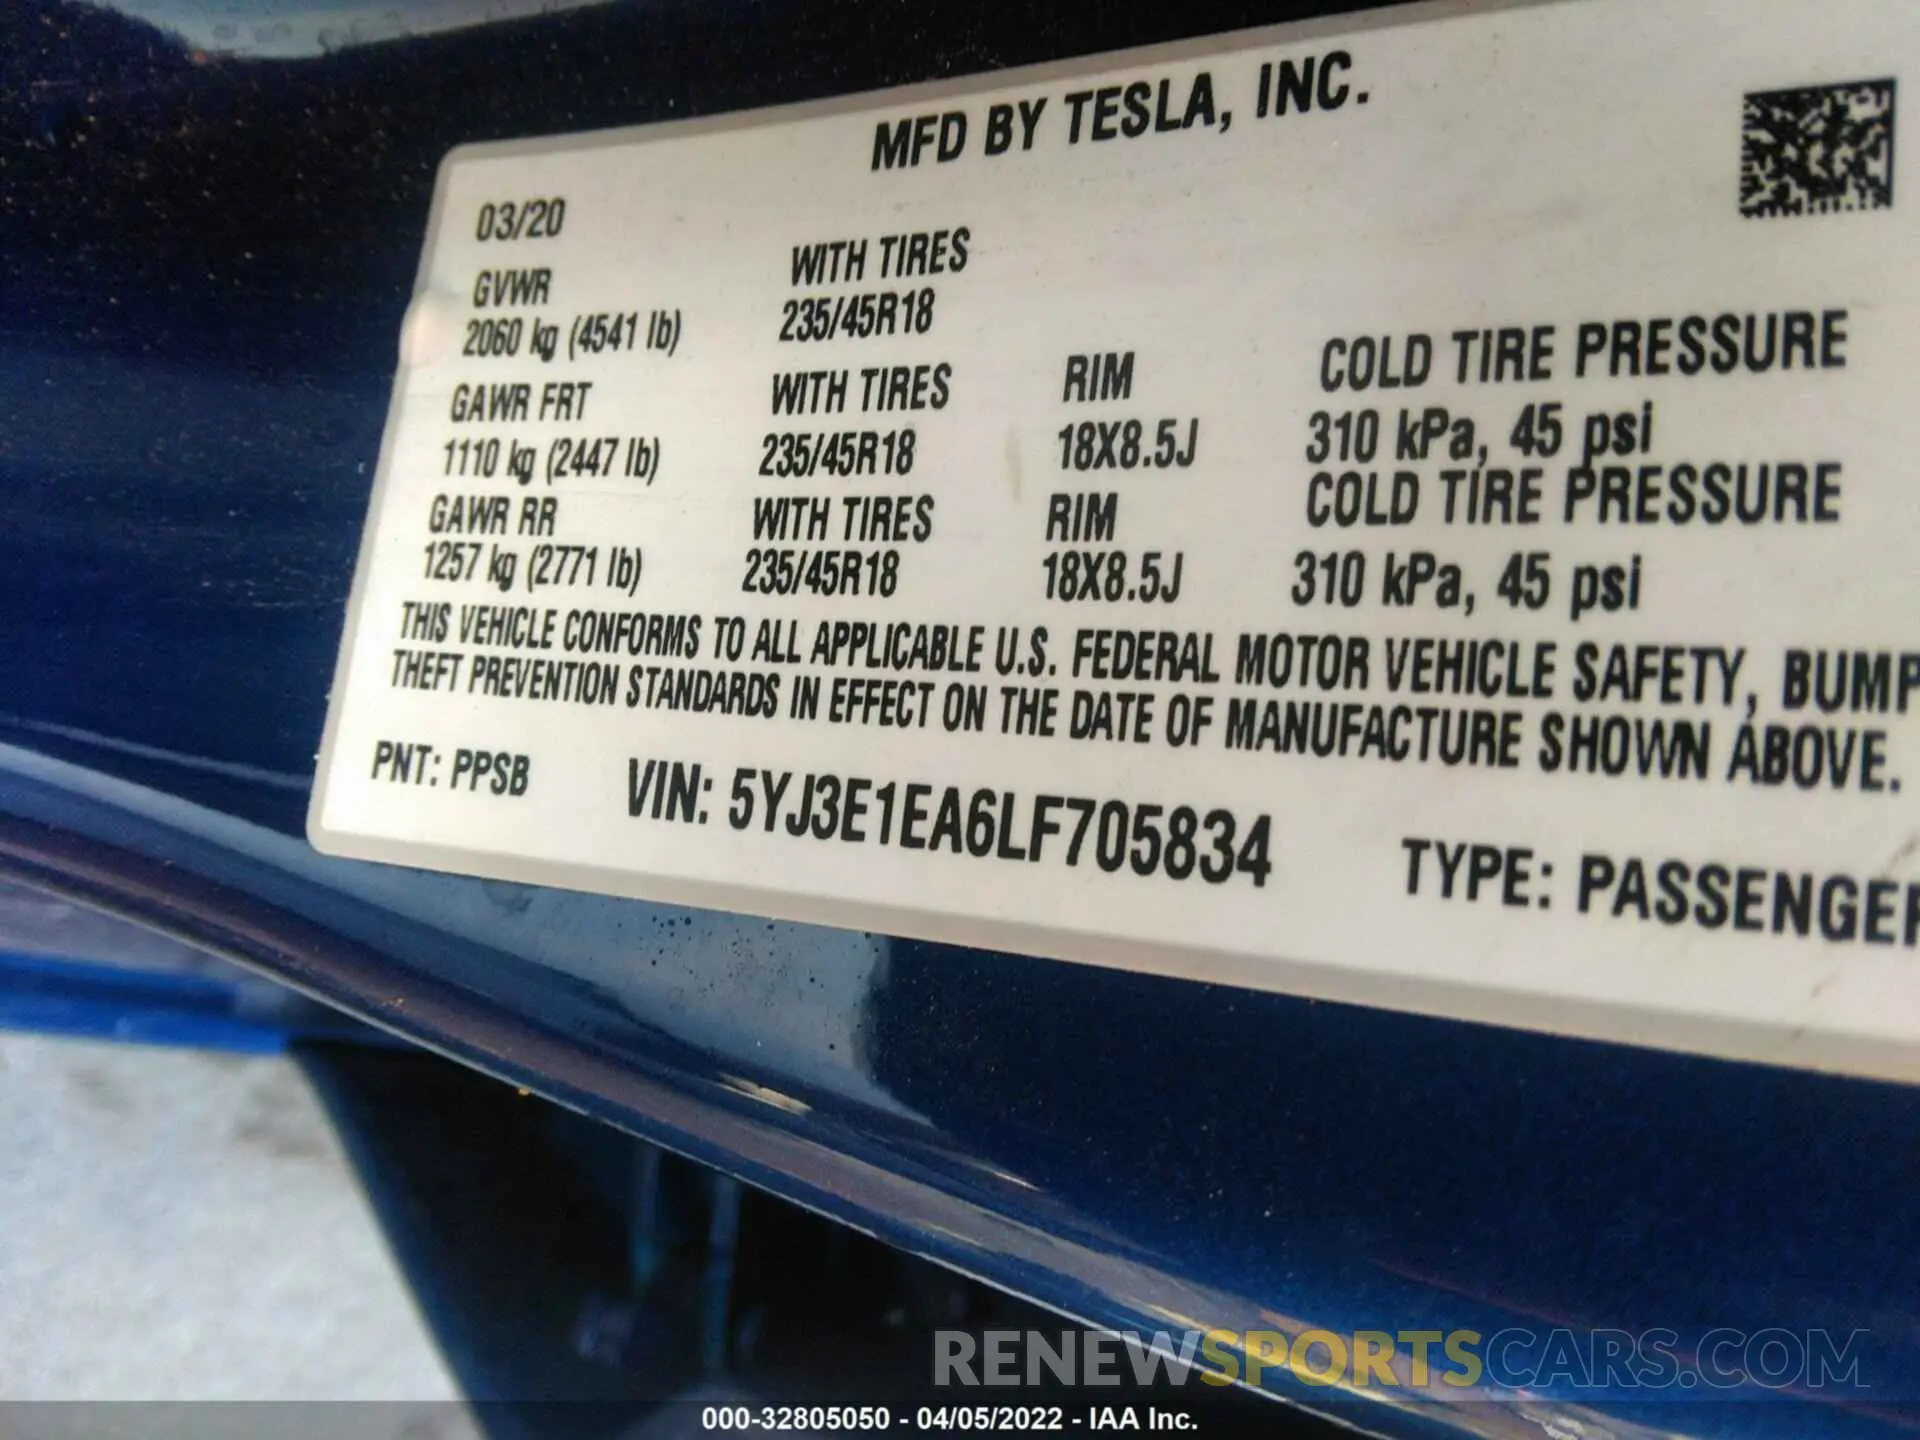 MFD BY TESLA, INC.
03/20
GVWR WITH TIRES
2060 kg (4541 lb) 235/45R18
GAWR FRT WITH TIRES RIM COLD TIRE PRESSURE
1110 kg (2447 lb) 235/45R18 18X8.5J 310 kPa, 45 psi
GAWR RR WITH TIRES RIM COLD TIRE PRESSURE
1257 kg (2771 lb) 235/45R18 18X8.5J 310 kPa, 45 psi
THIS VEHICLE CONFORMS TO ALL APPLICABLE U.S. FEDERAL MOTOR VEHICLE SAFETY, BUMP
THEFT PREVENTION STANDARDS IN EFFECT ON THE DATE OF MANUFACTURE SHOWN ABOVE.
PNT: PPSB VIN: 5YJ3E1EA6LF705834 TYPE: PASSENGER
RENEWSPORTSCARS.COM
000-32805050 - 04/05/2022 - IAA Inc.